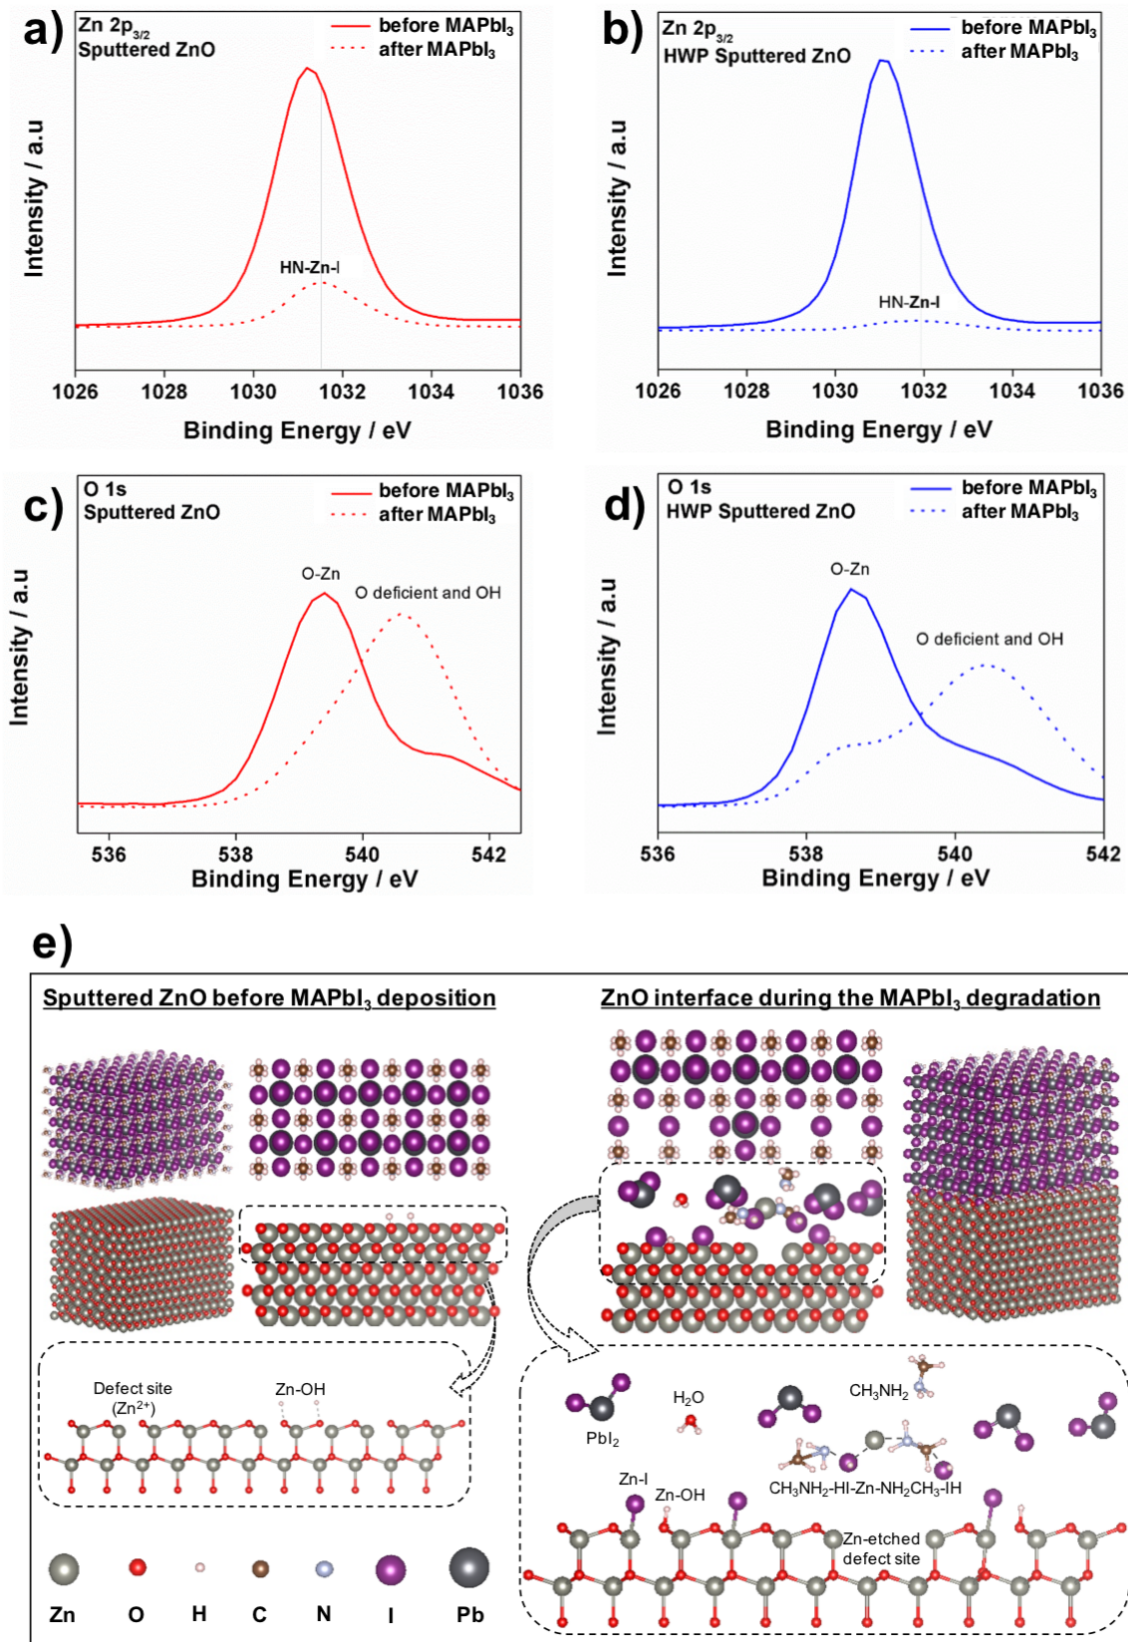 a)
Zn 2p3/2
Sputtered ZnO
before MAPbI3
after MAPbI3
HN-Zn-I
Intensity / a.u
1026 1028 1030 1032 1034 1036
Binding Energy / eV
b)
Zn 2p3/2
HWP Sputtered ZnO
before MAPbI3
after MAPbI3
HN-Zn-I
Intensity / a.u
1026 1028 1030 1032 1034 1036
Binding Energy / eV
c)
O 1s
Sputtered ZnO
before MAPbI3
after MAPbI3
O-Zn
O deficient and OH
Intensity / a.u
536 538 540 542
Binding Energy / eV
d)
O 1s
HWP Sputtered ZnO
before MAPbI3
after MAPbI3
O-Zn
O deficient and OH
Intensity / a.u
536 538 540 542
Binding Energy / eV
e)
Sputtered ZnO before MAPbI3 deposition
ZnO interface during the MAPbI3 degradation
Defect site
(Zn2+)
Zn-OH
Zn O H C N I Pb
PbI2
H2O
CH3NH2
CH3NH2-HI-Zn-NH2CH3-IH
Zn-I
Zn-OH
Zn-etched
defect site